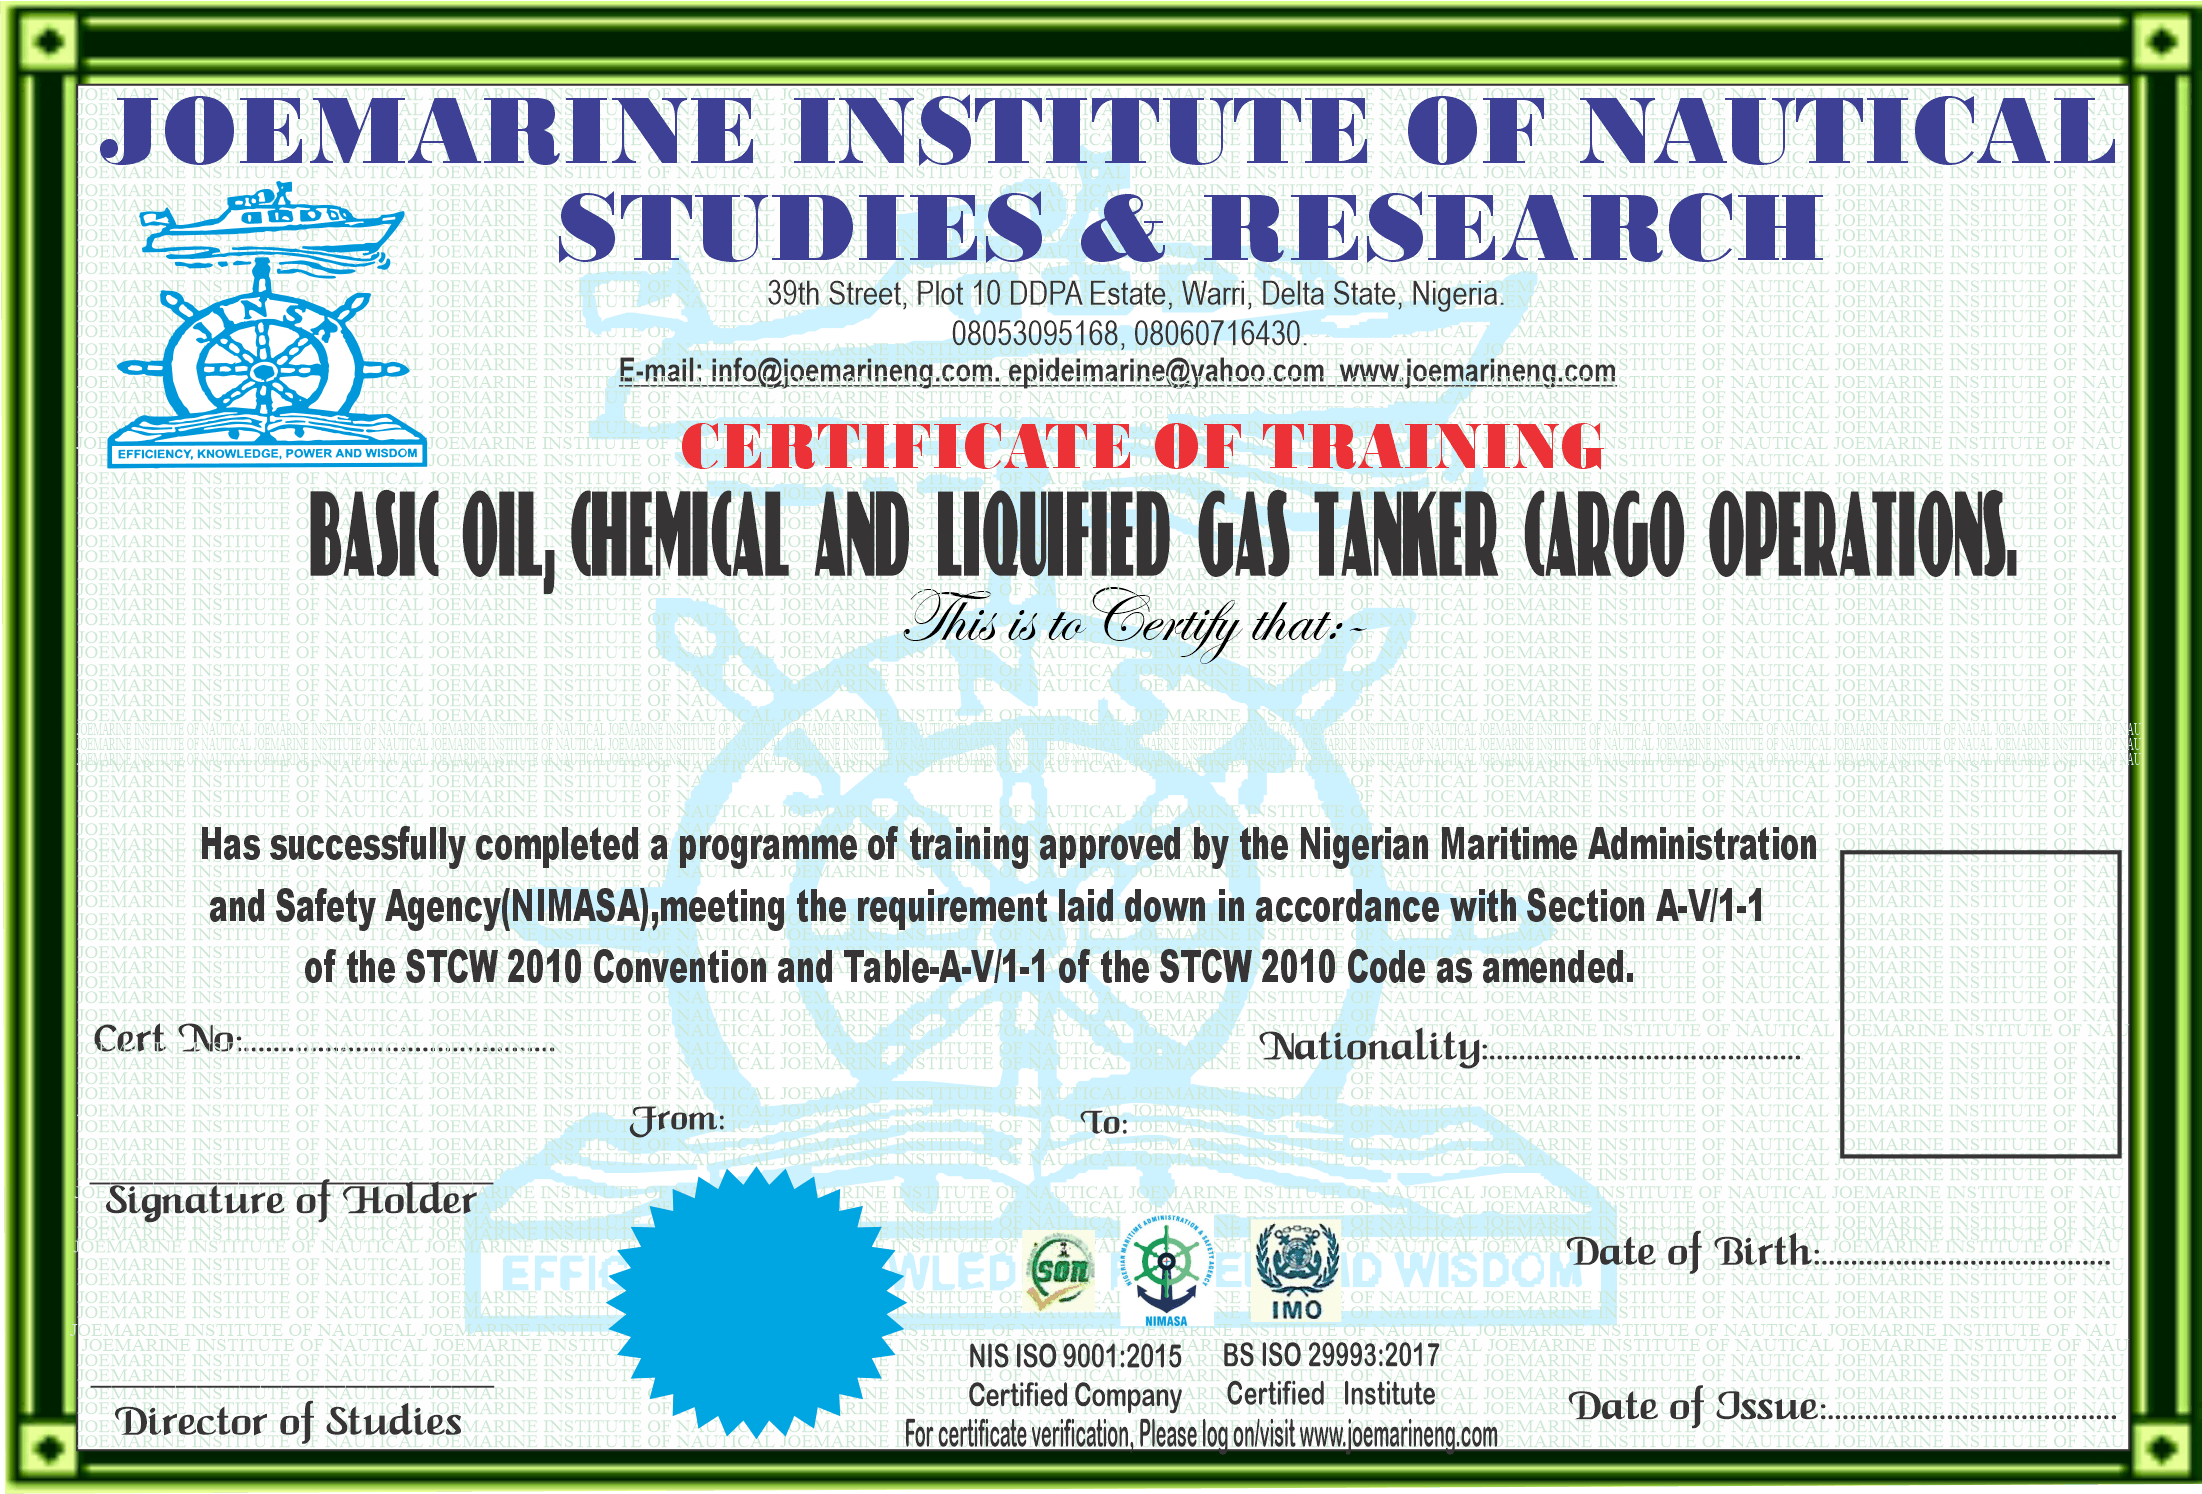 JOEMARINE INSTITUTE OF NAUTICAL
STUDIES & RESEARCH
39th Street, Plot 10 DDPA Estate, Warri, Delta State, Nigeria.
08053095168, 08060716430.
E-mail: info@joemarineng.com. epideimarine@yahoo.com www.joemarineng.com
JINSR
EFFICIENCY, KNOWLEDGE, POWER AND WISDOM
CERTIFICATE OF TRAINING
BASIC OIL, CHEMICAL AND LIQUIFIED GAS TANKER CARGO OPERATIONS.
This is to Certify that:-
Has successfully completed a programme of training approved by the Nigerian Maritime Administration
and Safety Agency(NIMASA),meeting the requirement laid down in accordance with Section A-V/1-1
of the STCW 2010 Convention and Table-A-V/1-1 of the STCW 2010 Code as amended.
Cert No:..........................................
Nationality:..........................................
From:
To:
Signature of Holder
son
NIGERIAN MARITIME ADMINISTRATION & SAFETY AGENCY
NIMASA
IMO
Date of Birth:.......................................
NIS ISO 9001:2015
Certified Company
BS ISO 29993:2017
Certified Institute
Director of Studies
Date of Issue:.......................................
For certificate verification, Please log on/visit www.joemarineng.com